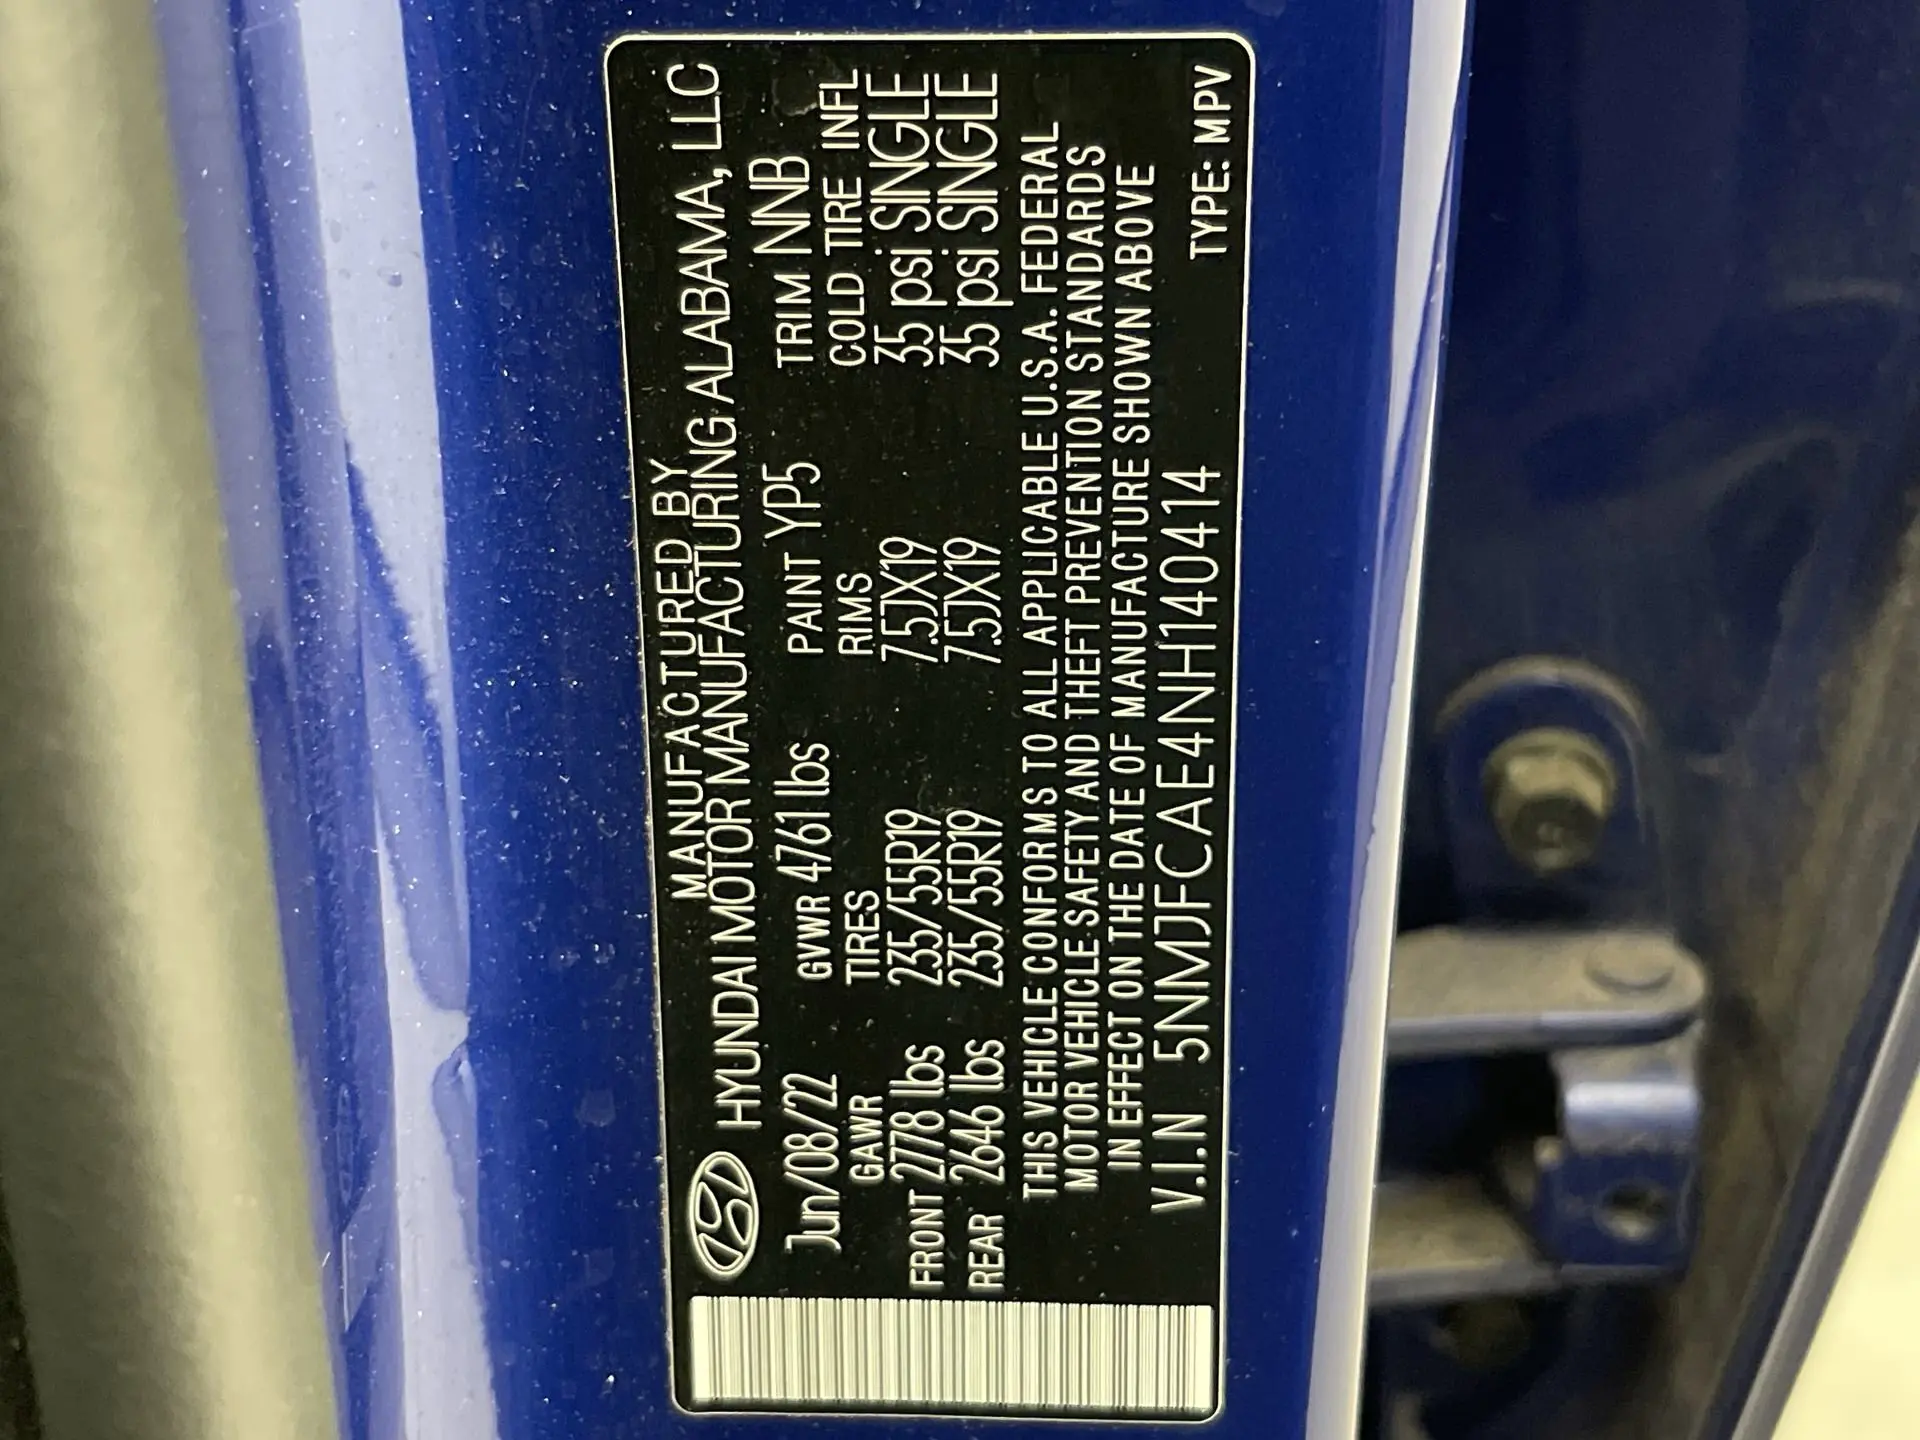 MANUFACTURED BY
HYUNDAI MOTOR MANUFACTURING ALABAMA, LLC
Jun/08/22 GVWR 4761 lbs PAINT YP5 TRIM NNB
GAWR TIRES RIMS COLD TIRE INFL
FRONT 2778 lbs 235/55R19 7.5JX19 35 psi SINGLE
REAR 2646 lbs 235/55R19 7.5JX19 35 psi SINGLE
THIS VEHICLE CONFORMS TO ALL APPLICABLE U.S.A. FEDERAL
MOTOR VEHICLE SAFETY AND THEFT PREVENTION STANDARDS
IN EFFECT ON THE DATE OF MANUFACTURE SHOWN ABOVE
V.I.N 5NMJFCAE4NH140414 TYPE: MPV